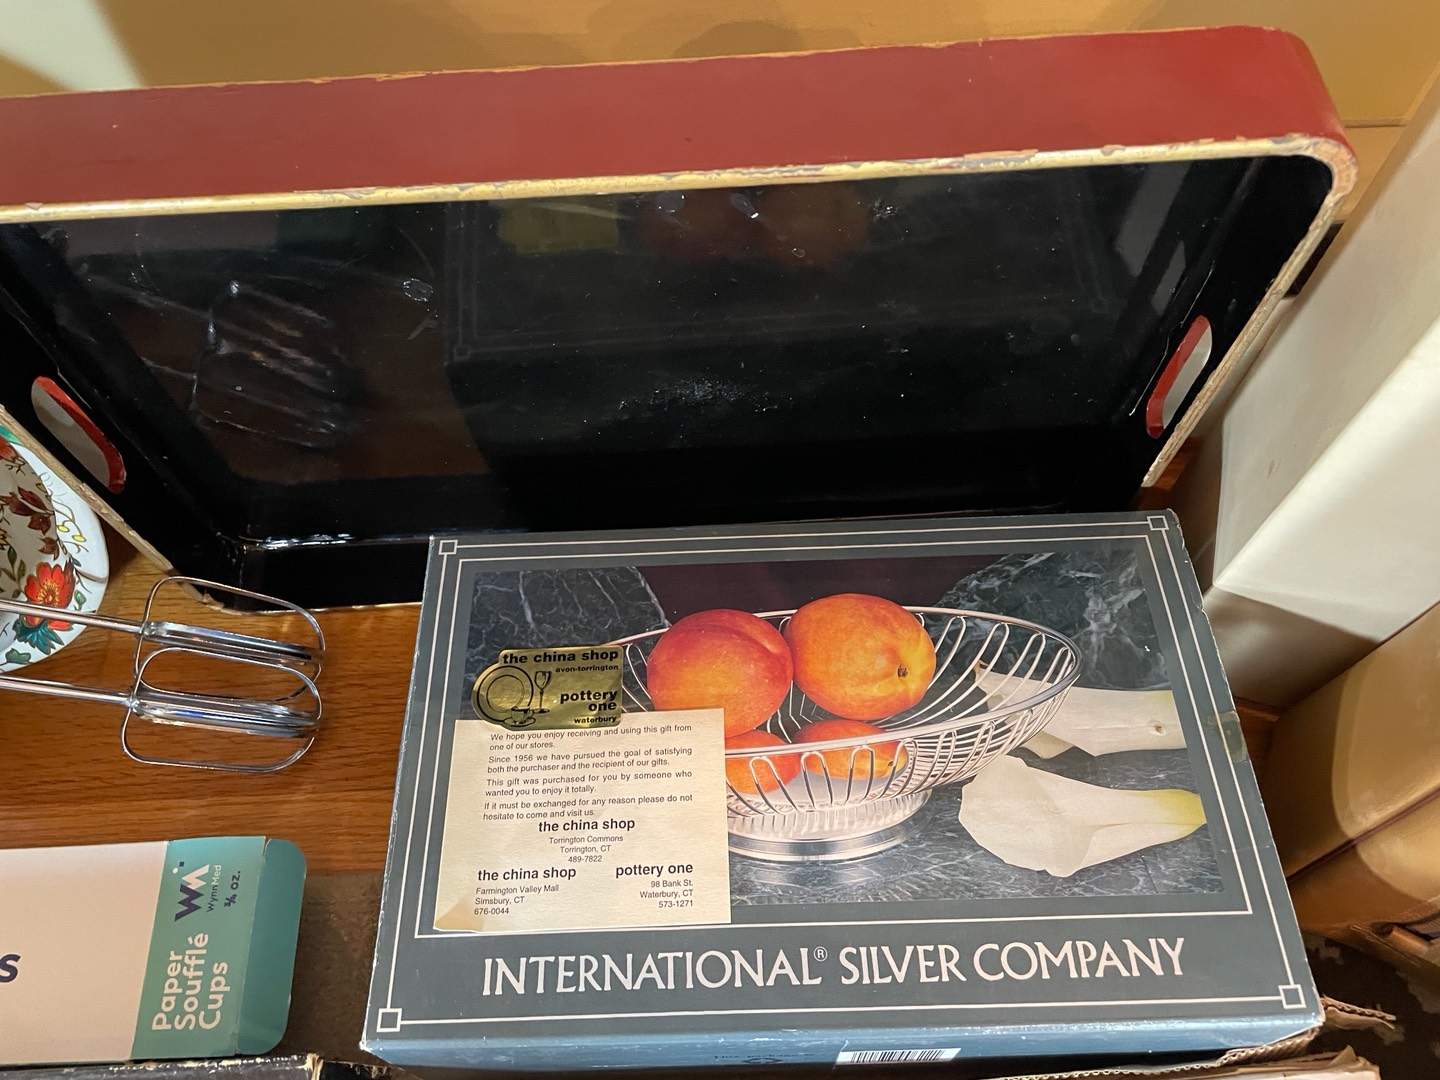 the china shop
avon-torrington
pottery
one
waterbury
We hope you enjoy receiving and using this gift from
one of our stores.
Since 1956 we have pursued the goal of satisfying
both the purchaser and the recipient of our gifts.
This gift was purchased for you by someone who
wanted you to enjoy it totally.
If it must be exchanged for any reason please do not
hesitate to come and visit us.
the china shop
Torrington Commons
Torrington, CT
489-7822
the china shop
Farmington Valley Mall
Simsbury, CT
676-0044
pottery one
98 Bank St.
Waterbury, CT
573-1271
INTERNATIONAL® SILVER COMPANY
WynnMed
¾ OZ.
Paper
Soufflé
Cups
s